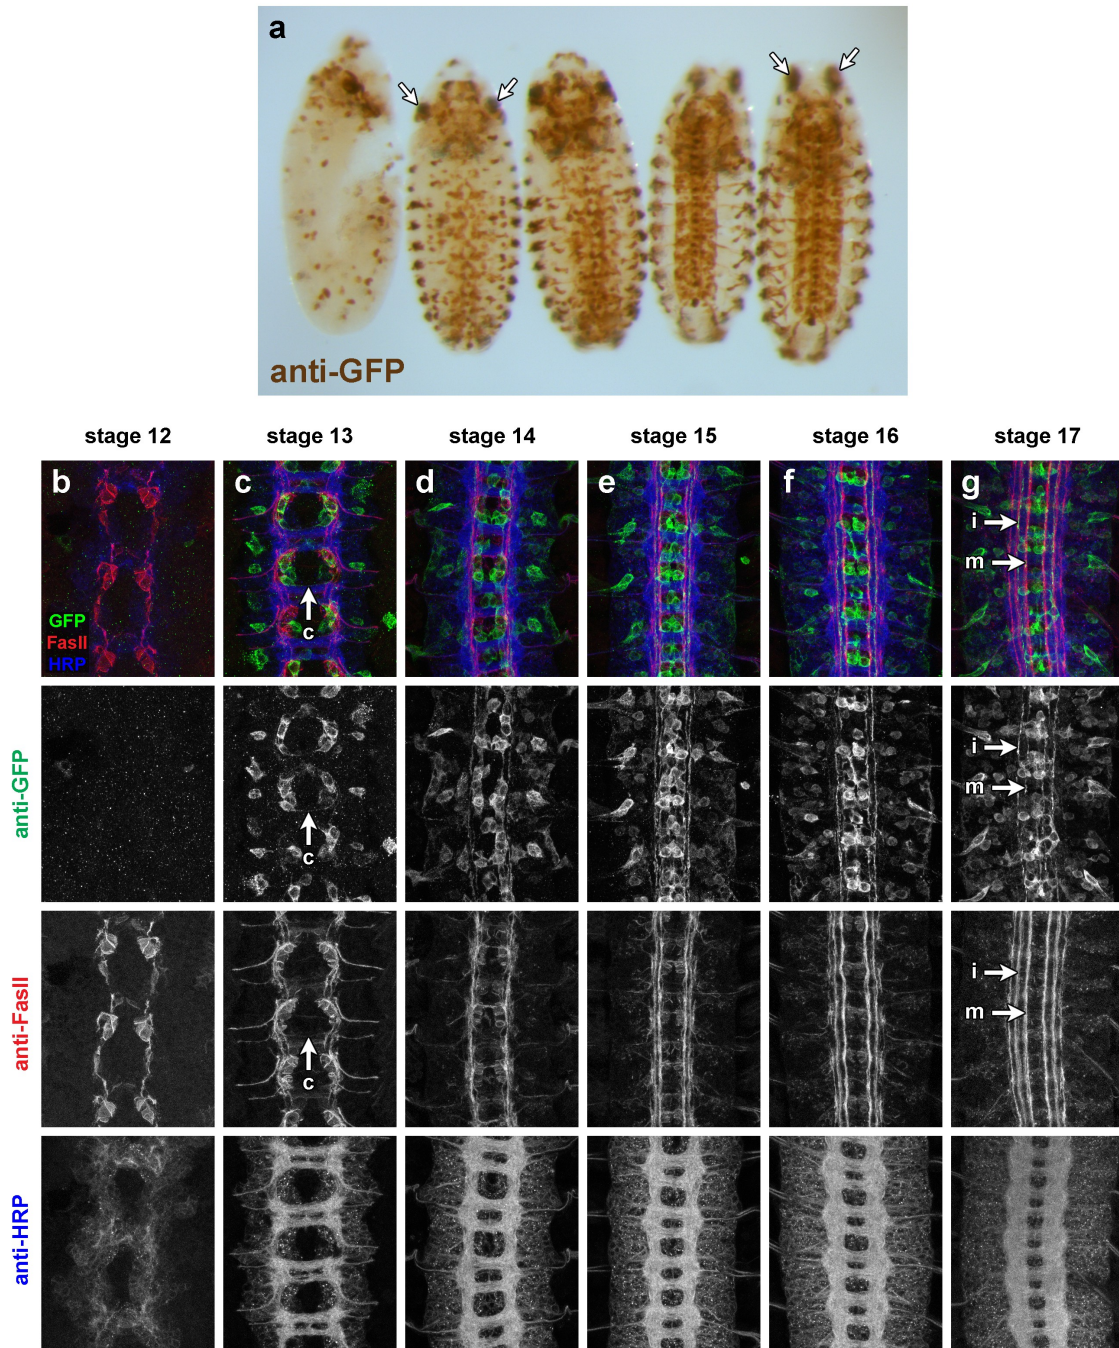 a
anti-GFP
stage 12
stage 13
stage 14
stage 15
stage 16
stage 17
b
c
d
e
f
g
i
m
GFP
FasII
HRP
c
anti-GFP
i
m
c
anti-FasII
i
m
c
anti-HRP